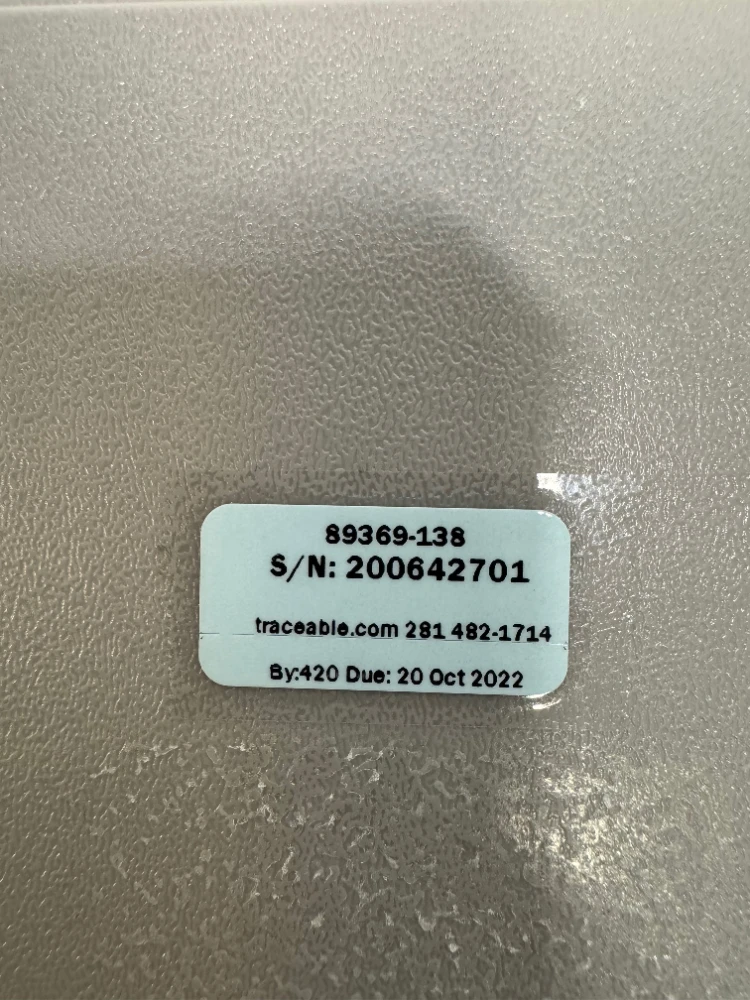 89369-138
S/N: 200642701
traceable.com 281 482-1714
By:420 Due: 20 Oct 2022